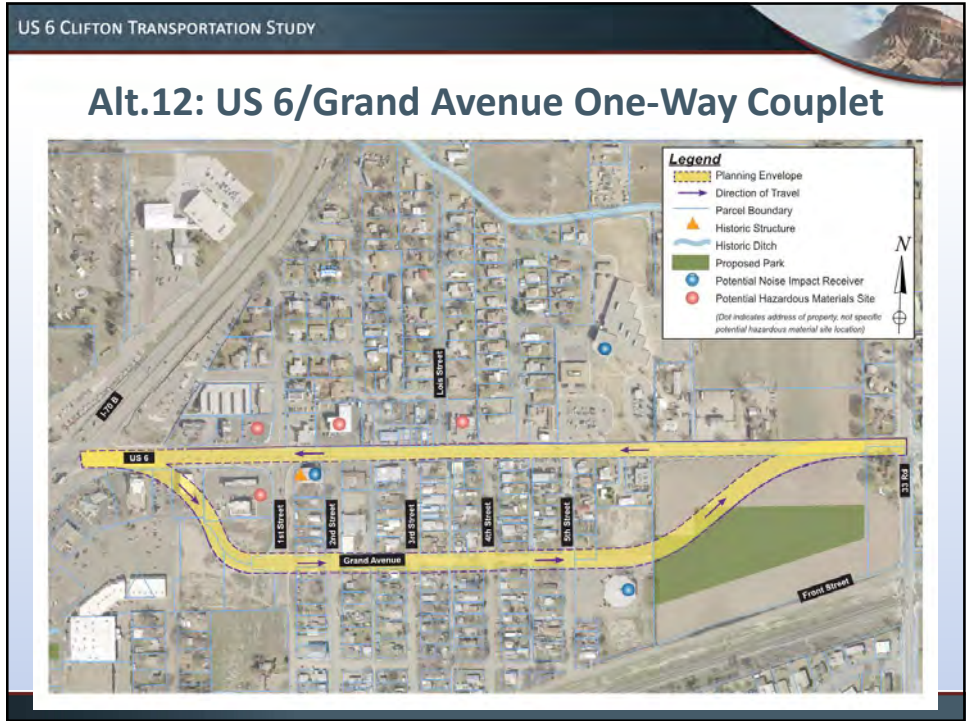 US 6 CLIFTON TRANSPORTATION STUDY
Alt.12: US 6/Grand Avenue One-Way Couplet
Legend
Planning Envelope
Direction of Travel
Parcel Boundary
Historic Structure
Historic Ditch
Proposed Park
Potential Noise Impact Receiver
Potential Hazardous Materials Site
(Dot indicates address of property, not specific
potential hazardous material site location)
N
I-70 B
Lois Street
US 6
33 Rd
1st Street
2nd Street
3rd Street
4th Street
5th Street
Grand Avenue
Front Street